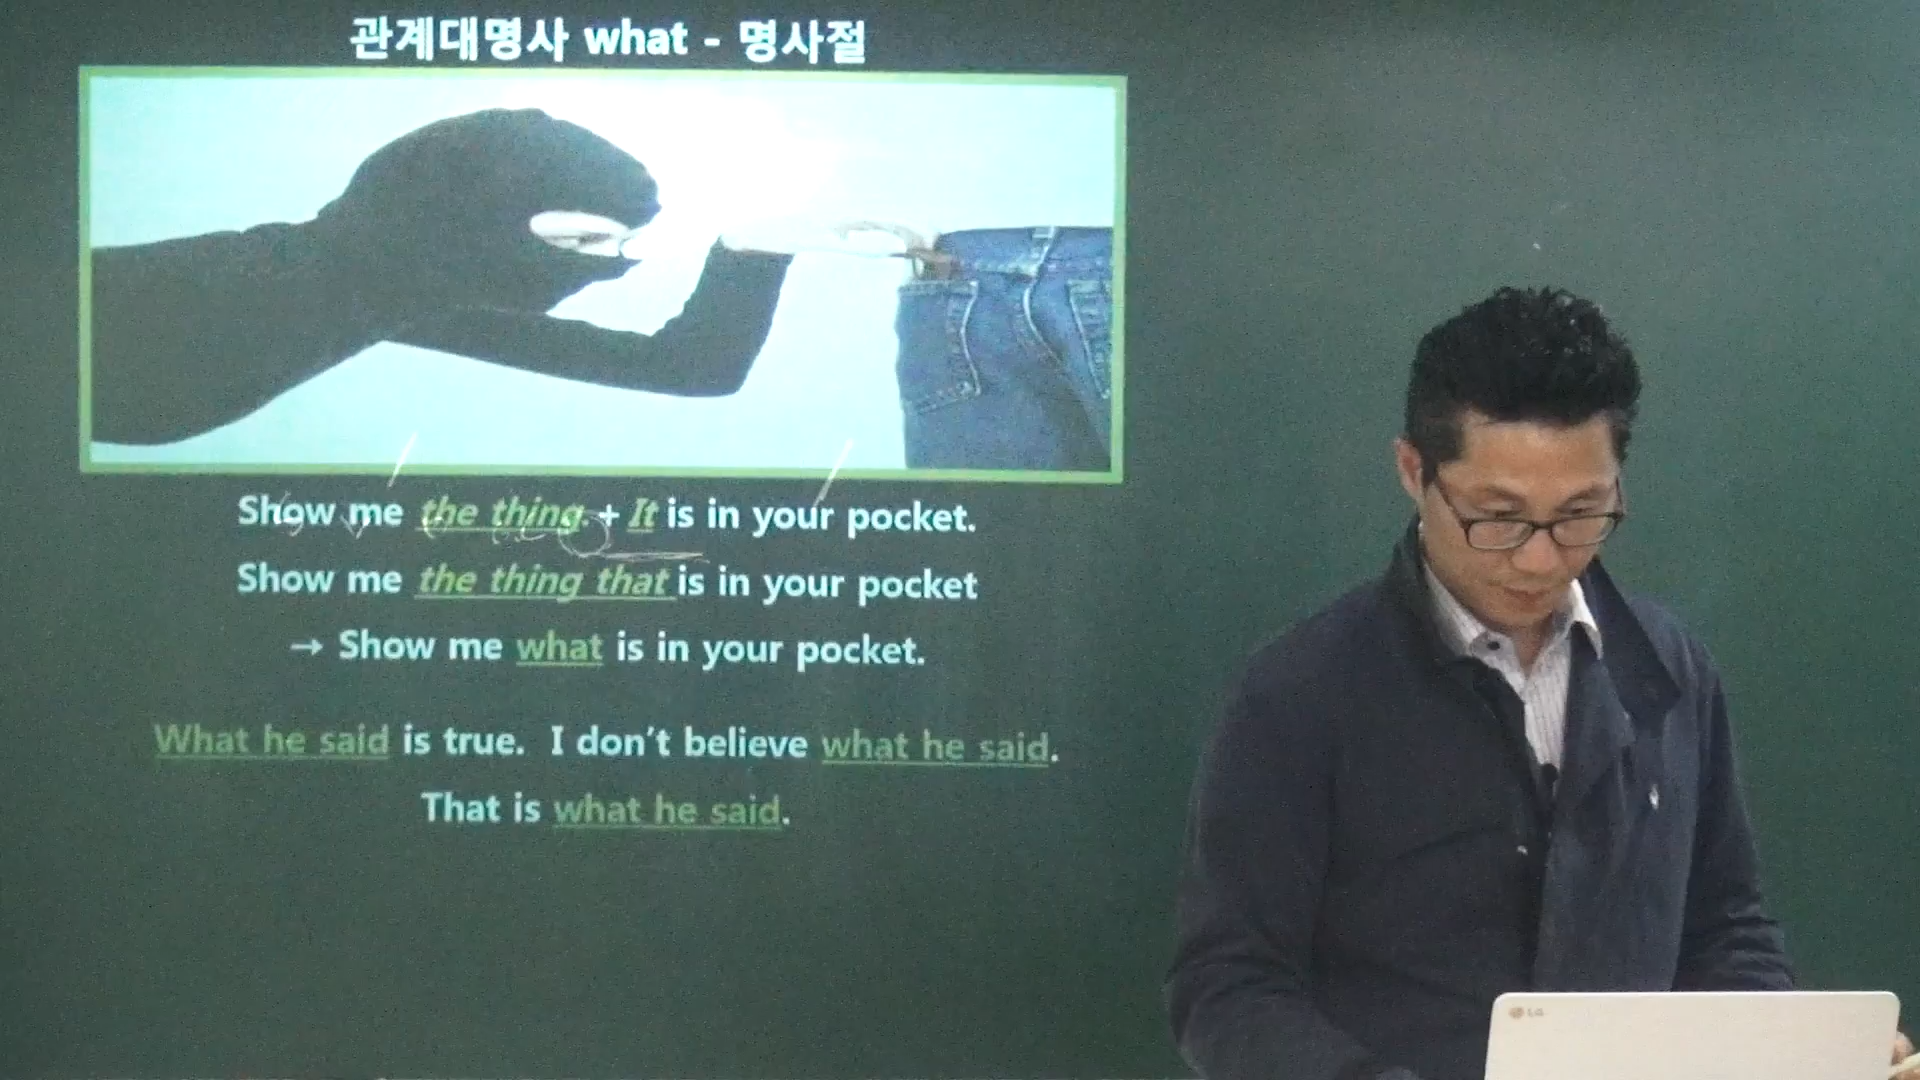 관계대명사 what - 명사절
Show me the thing. + It is in your pocket.
Show me the thing that is in your pocket
→ Show me what is in your pocket.
What he said is true. I don't believe what he said.
That is what he said.
LG